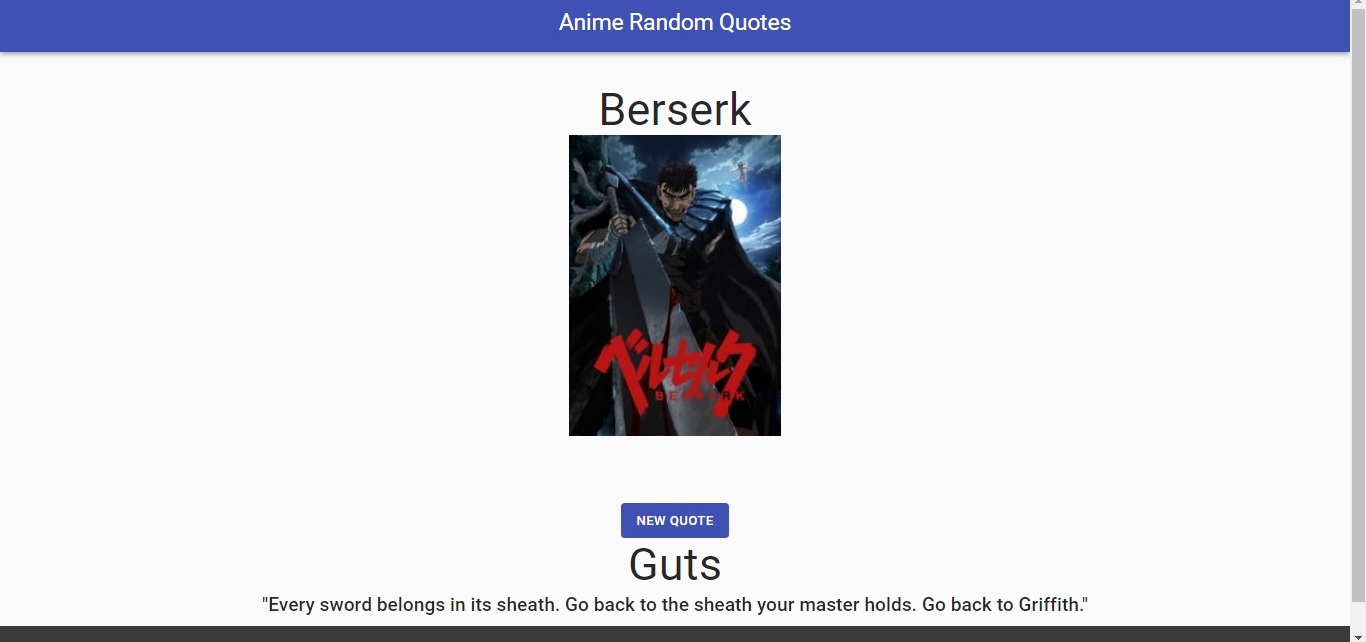 Anime Random Quotes
Berserk
ベルセルク
BERSERK
NEW QUOTE
Guts
"Every sword belongs in its sheath. Go back to the sheath your master holds. Go back to Griffith."